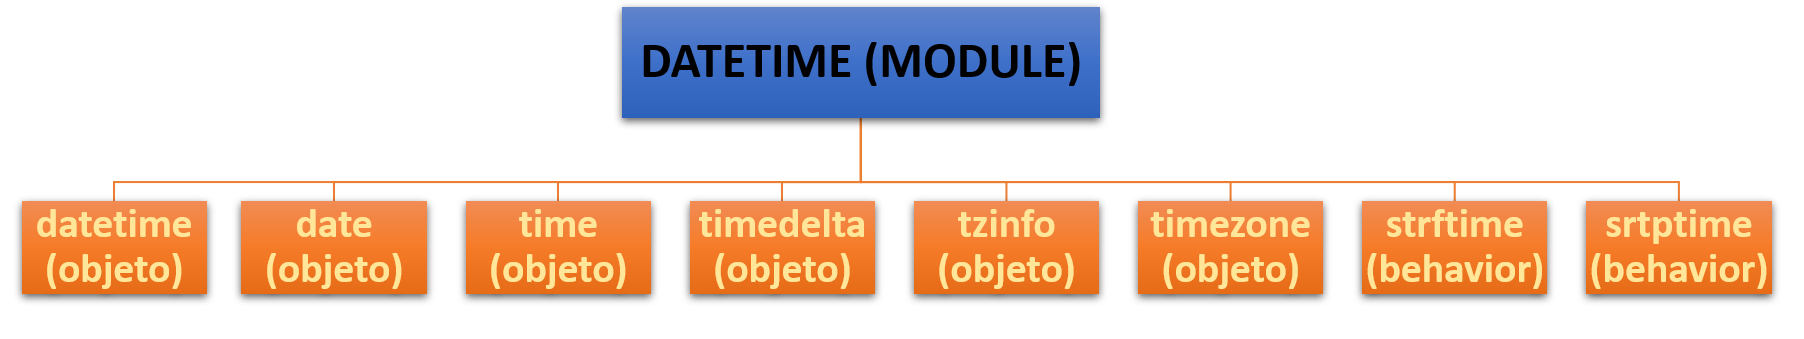 DATETIME (MODULE)
datetime
(objeto)
date
(objeto)
time
(objeto)
timedelta
(objeto)
tzinfo
(objeto)
timezone
(objeto)
strftime
(behavior)
srtptime
(behavior)